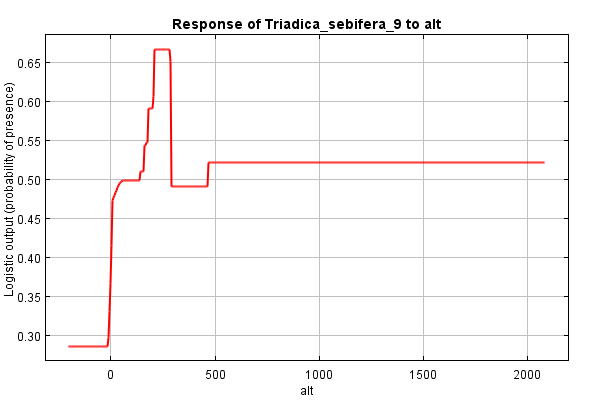 Response of Triadica_sebifera_9 to alt
Logistic output (probability of presence)
0.65
0.60
0.55
0.50
0.45
0.40
0.35
0.30
0 500 1000 1500 2000
alt